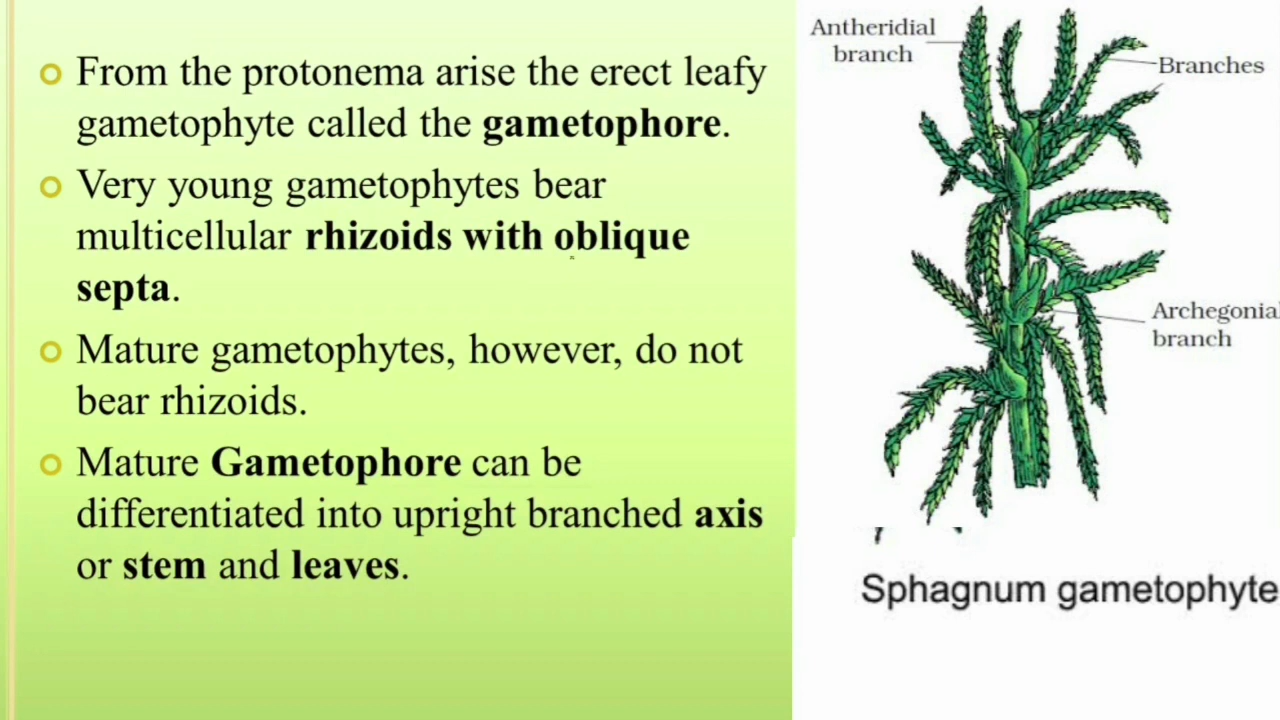 From the protonema arise the erect leafy
gametophyte called the gametophore.
Very young gametophytes bear
multicellular rhizoids with oblique
septa.
Mature gametophytes, however, do not
bear rhizoids.
Mature Gametophore can be
differentiated into upright branched axis
or stem and leaves.
Antheridial
branch
Branches
Archegonial
branch
Sphagnum gametophyte